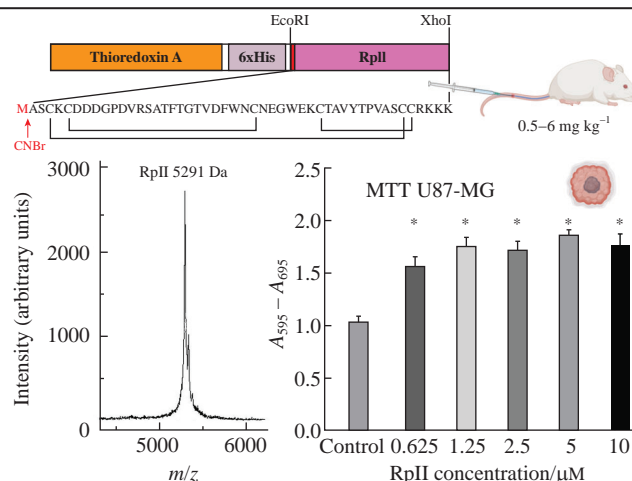 EcoRI XhoI
Thioredoxin A 6xHis RpII
MASCKCDDDGPDVRSATFTGTVDFWNCNEGWEKCTAVYTPVASCCRKKK
CNBr
0.5–6 mg kg⁻¹
RpII 5291 Da
Intensity (arbitrary units)
3000
2000
1000
0
5000 6000
m/z
MTT U87-MG
A₅₉₅ – A₆₉₅
2.5
2.0
1.5
1.0
0.5
0.0
* * * * *
Control 0.625 1.25 2.5 5 10
RpII concentration/μM